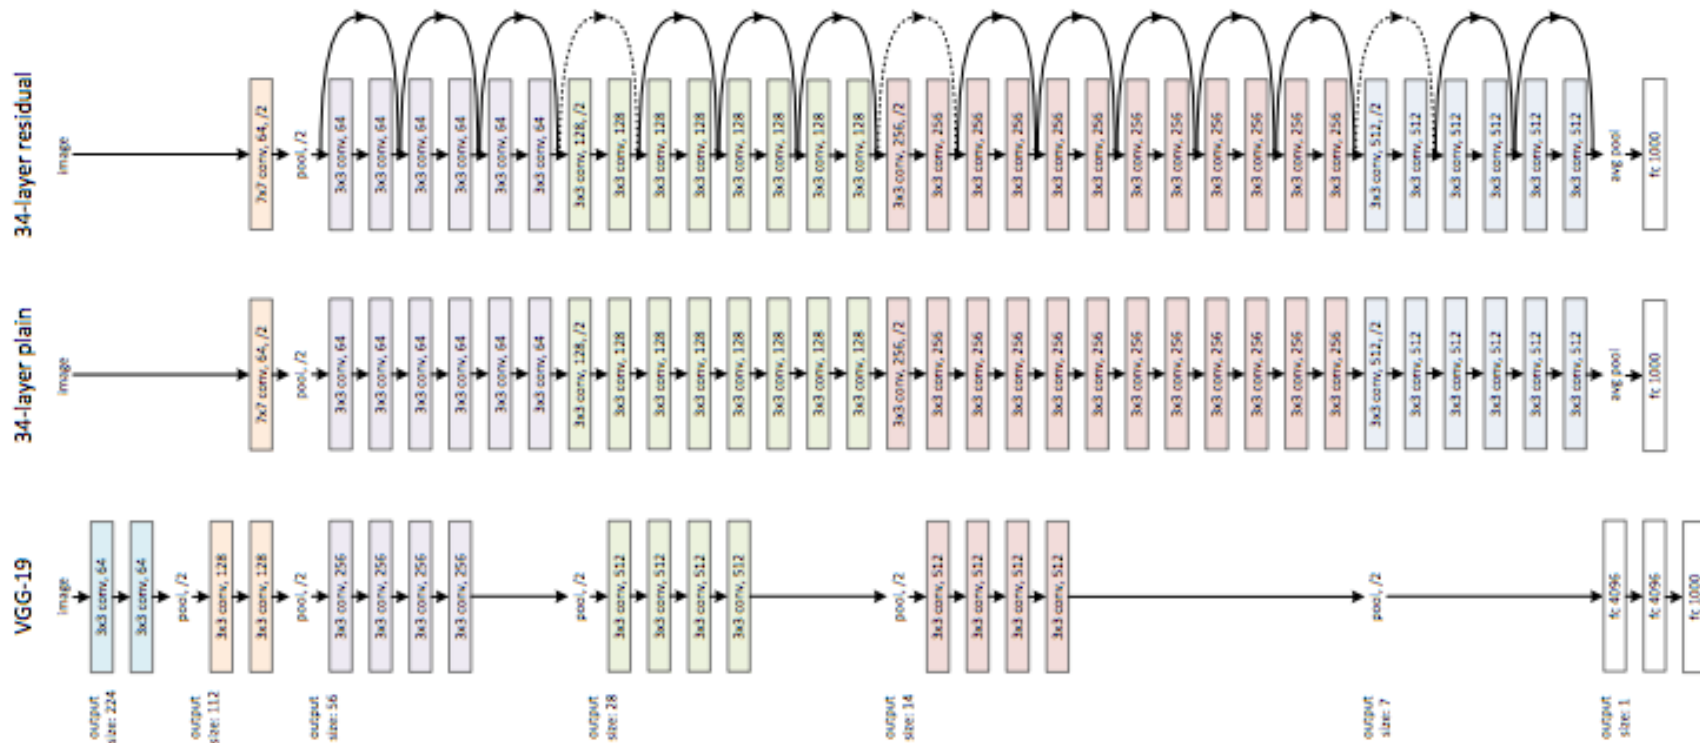 output
size: 224
output
size: 112
output
size: 56
output
size: 28
output
size: 14
output
size: 7
output
size: 1
VGG-19
image
3x3 conv, 64
3x3 conv, 64
pool, /2
3x3 conv, 128
3x3 conv, 128
pool, /2
3x3 conv, 256
3x3 conv, 256
3x3 conv, 256
3x3 conv, 256
pool, /2
3x3 conv, 512
3x3 conv, 512
3x3 conv, 512
3x3 conv, 512
pool, /2
3x3 conv, 512
3x3 conv, 512
3x3 conv, 512
3x3 conv, 512
pool, /2
fc 4096
fc 4096
fc 1000
34-layer plain
image
7x7 conv, 64, /2
pool, /2
3x3 conv, 64
3x3 conv, 64
3x3 conv, 64
3x3 conv, 64
3x3 conv, 64
3x3 conv, 64
3x3 conv, 128, /2
3x3 conv, 128
3x3 conv, 128
3x3 conv, 128
3x3 conv, 128
3x3 conv, 128
3x3 conv, 128
3x3 conv, 128
3x3 conv, 256, /2
3x3 conv, 256
3x3 conv, 256
3x3 conv, 256
3x3 conv, 256
3x3 conv, 256
3x3 conv, 256
3x3 conv, 256
3x3 conv, 256
3x3 conv, 256
3x3 conv, 256
3x3 conv, 256
3x3 conv, 512, /2
3x3 conv, 512
3x3 conv, 512
3x3 conv, 512
3x3 conv, 512
3x3 conv, 512
avg pool
fc 1000
34-layer residual
image
7x7 conv, 64, /2
pool, /2
3x3 conv, 64
3x3 conv, 64
3x3 conv, 64
3x3 conv, 64
3x3 conv, 64
3x3 conv, 64
3x3 conv, 128, /2
3x3 conv, 128
3x3 conv, 128
3x3 conv, 128
3x3 conv, 128
3x3 conv, 128
3x3 conv, 128
3x3 conv, 128
3x3 conv, 256, /2
3x3 conv, 256
3x3 conv, 256
3x3 conv, 256
3x3 conv, 256
3x3 conv, 256
3x3 conv, 256
3x3 conv, 256
3x3 conv, 256
3x3 conv, 256
3x3 conv, 256
3x3 conv, 256
3x3 conv, 512, /2
3x3 conv, 512
3x3 conv, 512
3x3 conv, 512
3x3 conv, 512
3x3 conv, 512
avg pool
fc 1000